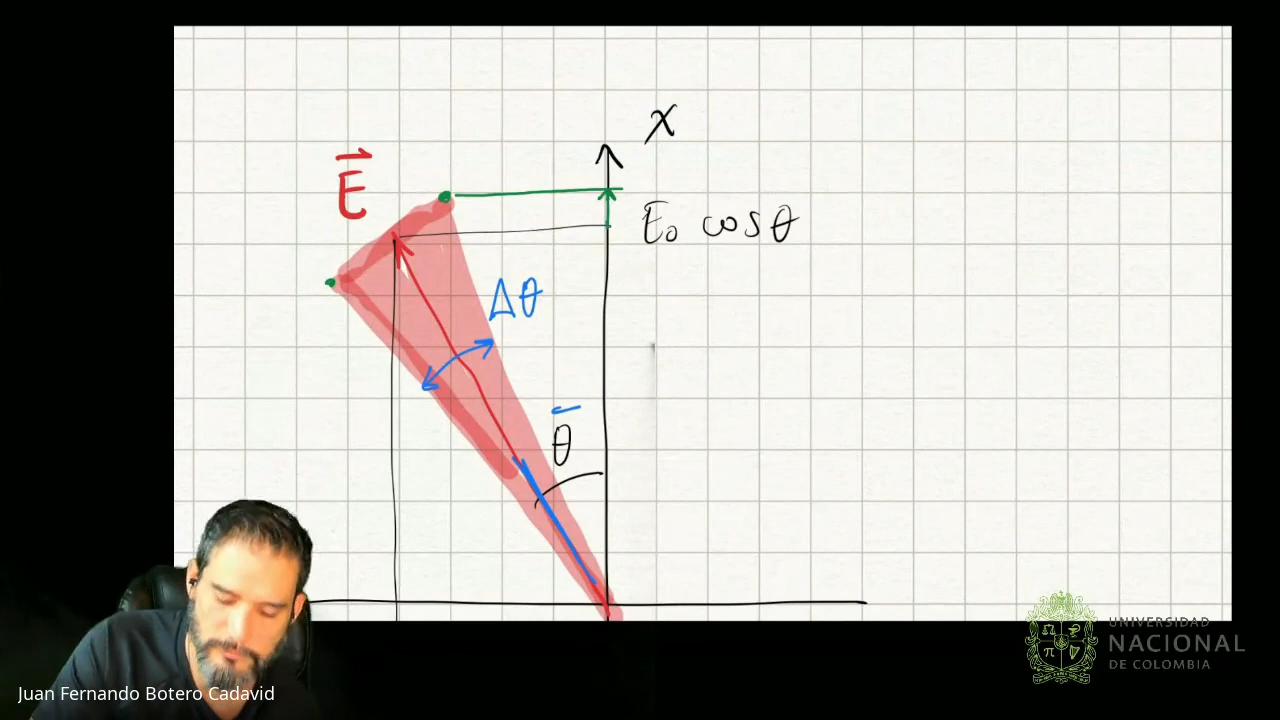 x
E⃗
E₀ cos θ
Δθ
θ̄
UNIVERSIDAD
NACIONAL
DE COLOMBIA
Juan Fernando Botero Cadavid